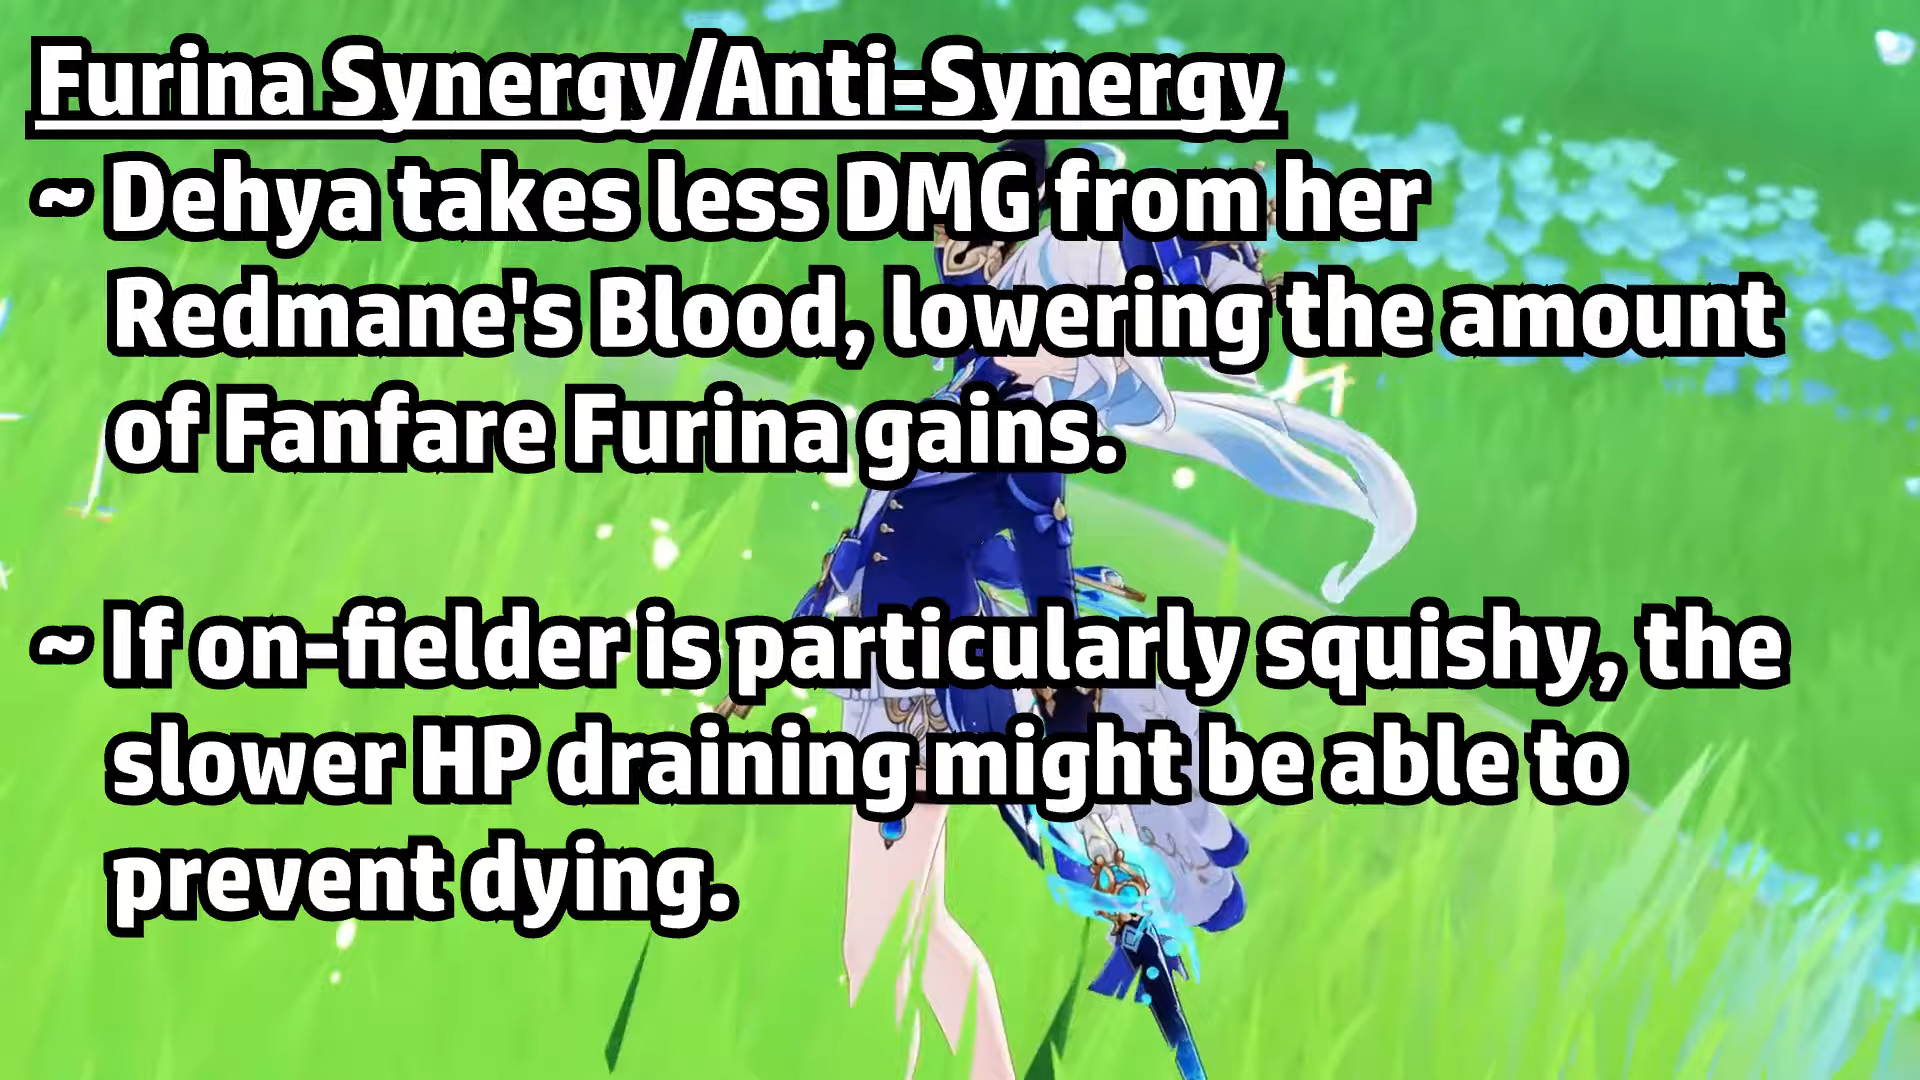 Furina Synergy/Anti-Synergy
~ Dehya takes less DMG from her
Redmane's Blood, lowering the amount
of Fanfare Furina gains.
~ If on-fielder is particularly squishy, the
slower HP draining might be able to
prevent dying.